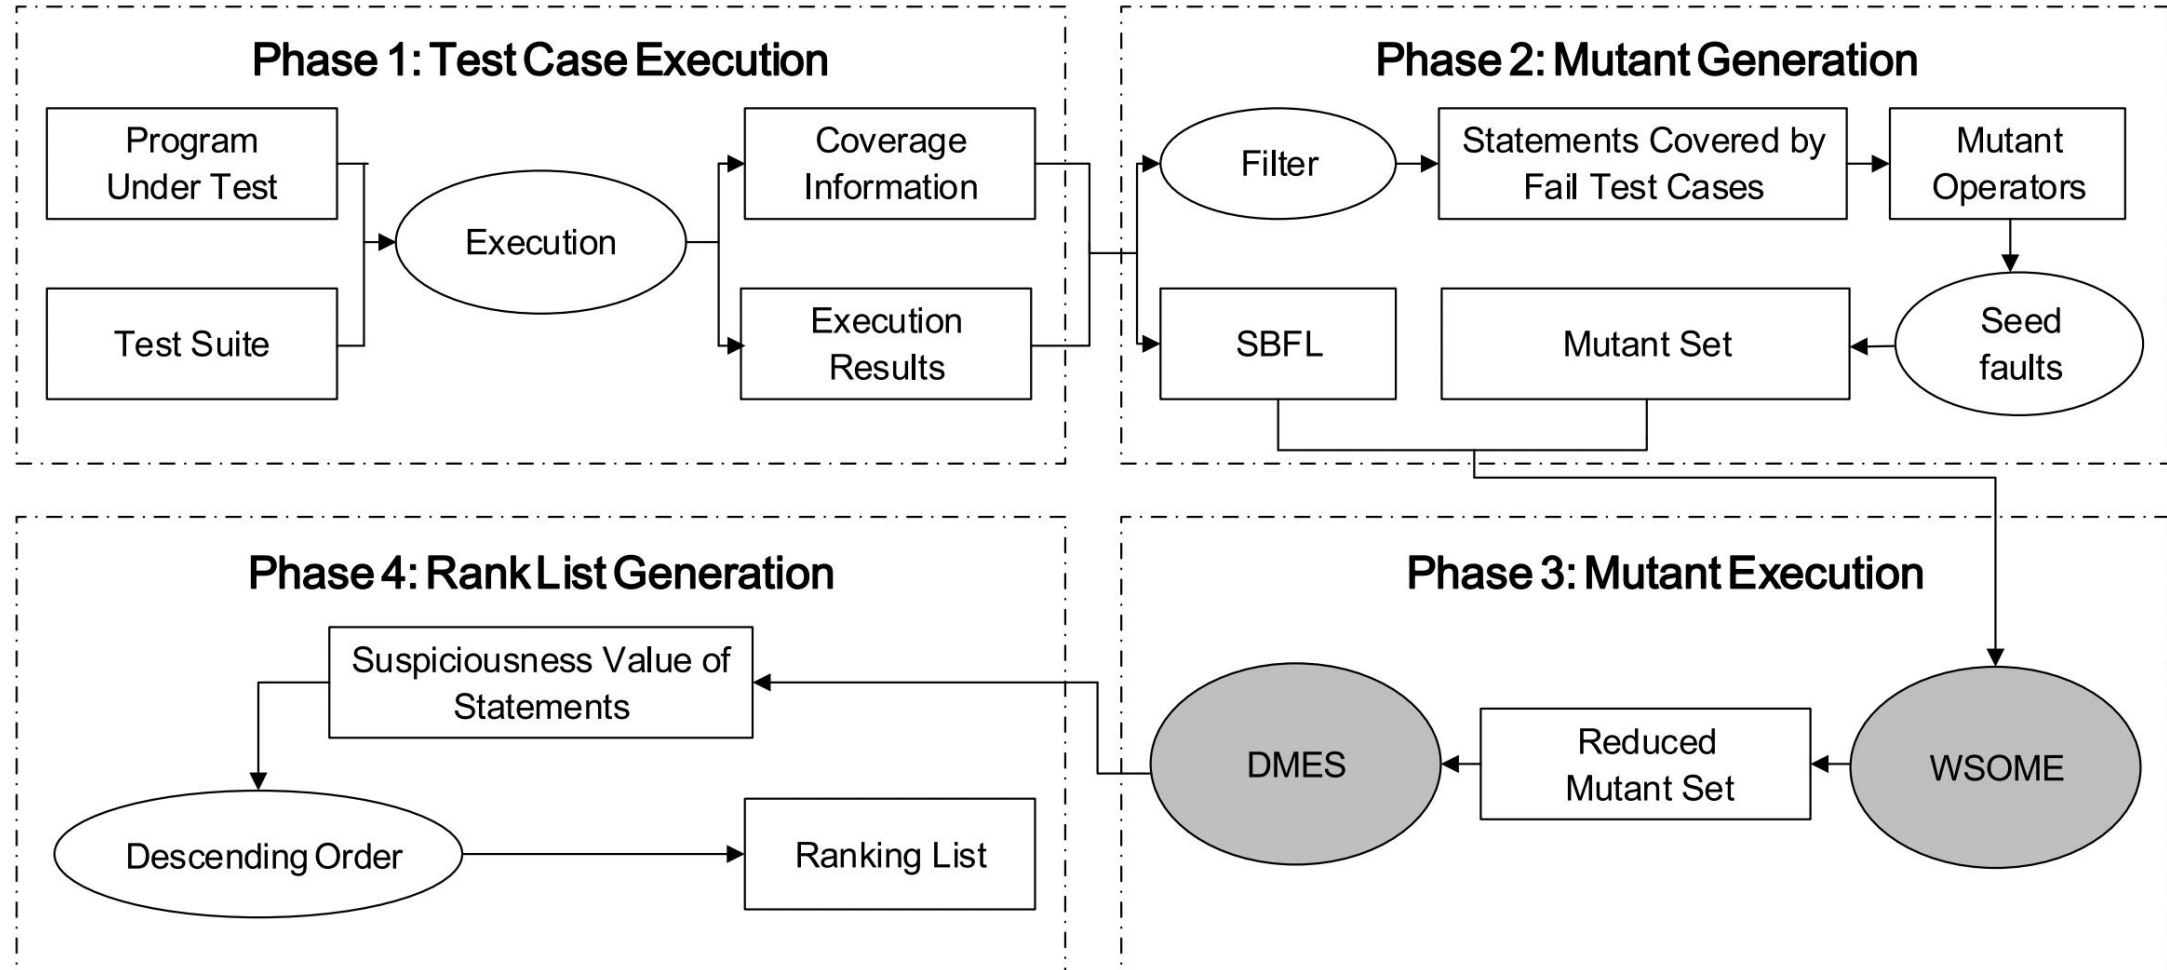 Phase 1: Test Case Execution
Program
Under Test
Test Suite
Execution
Coverage
Information
Execution
Results
Phase 2: Mutant Generation
Filter
Statements Covered by
Fail Test Cases
Mutant
Operators
SBFL
Mutant Set
Seed
faults
Phase 3: Mutant Execution
WSOME
Reduced
Mutant Set
DMES
Phase 4: Rank List Generation
Suspiciousness Value of
Statements
Descending Order
Ranking List